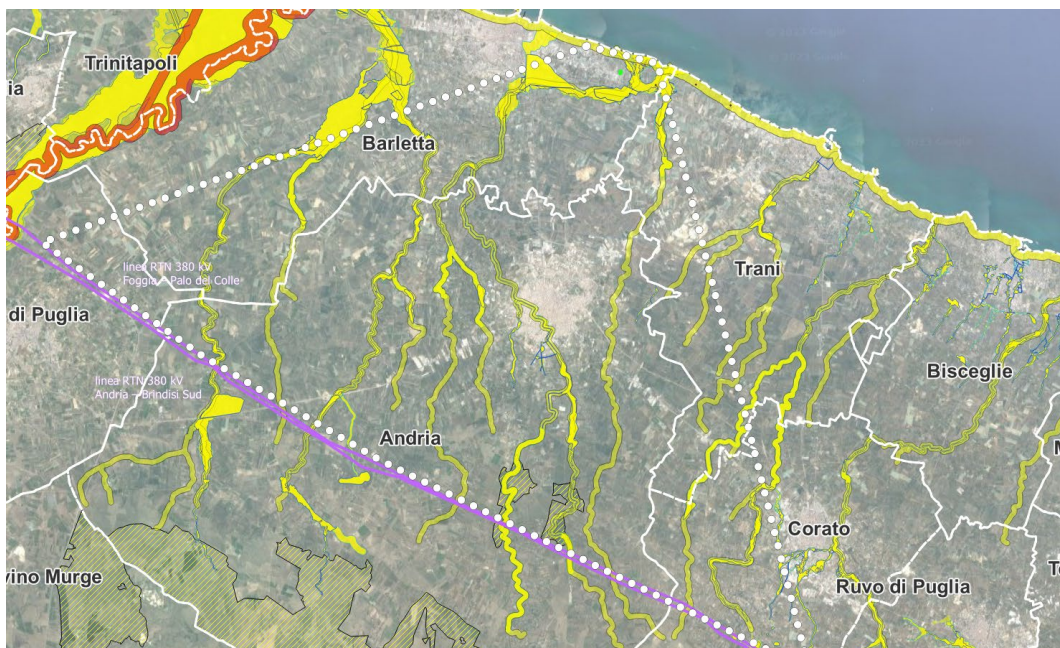 Trinitapoli
ia
Barletta
linea RTN 380 kV
Foggia – Palo del Colle
Trani
di Puglia
Bisceglie
linea RTN 380 kV
Andria – Brindisi Sud
Andria
M
Corato
vino Murge
Ruvo di Puglia
Te